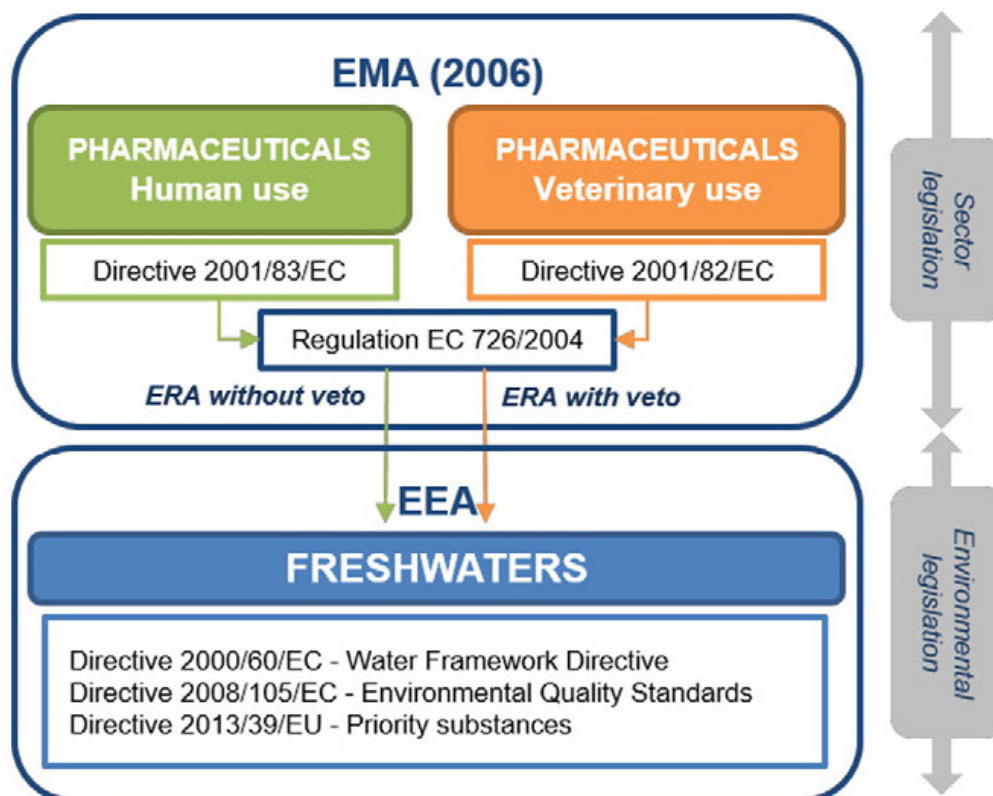 EMA (2006)
PHARMACEUTICALS
Human use
PHARMACEUTICALS
Veterinary use
Directive 2001/83/EC
Directive 2001/82/EC
Regulation EC 726/2004
ERA without veto
ERA with veto
Sector
legislation
EEA
FRESHWATERS
Directive 2000/60/EC - Water Framework Directive
Directive 2008/105/EC - Environmental Quality Standards
Directive 2013/39/EU - Priority substances
Environmental
legislation